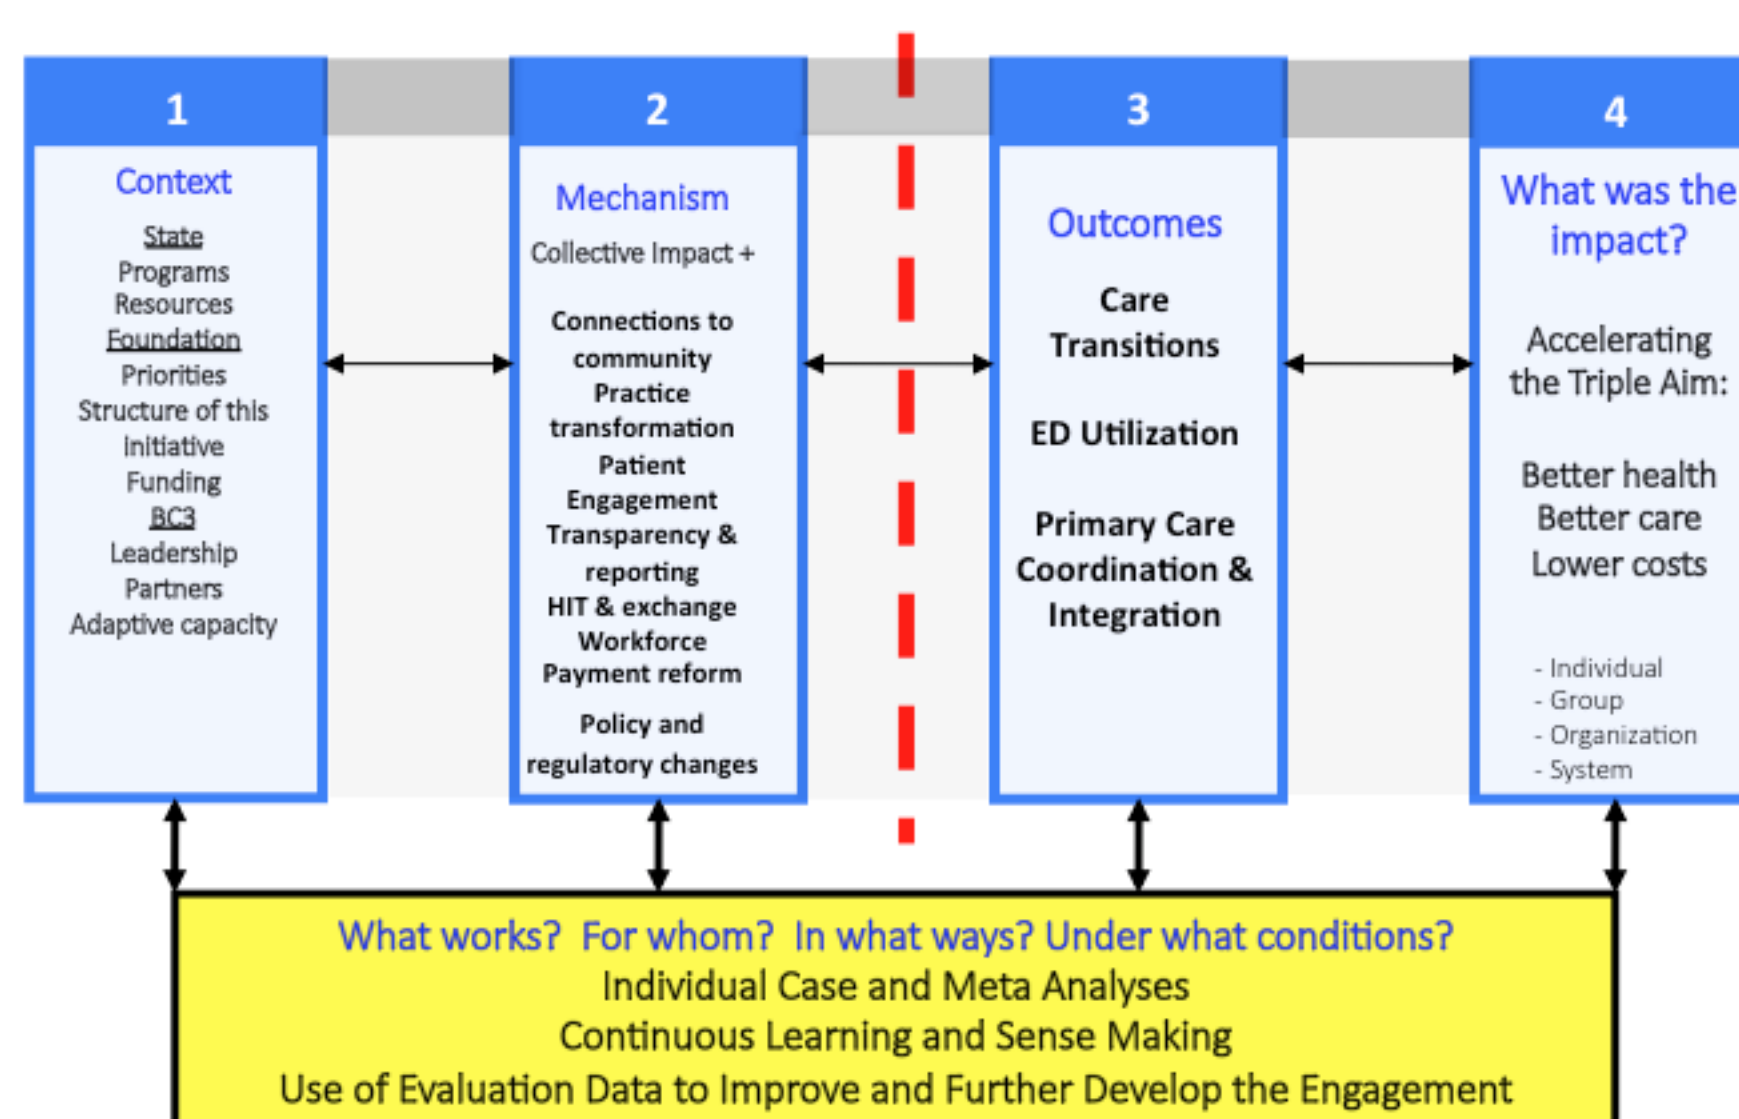 1
Context
State
Programs
Resources
Foundation
Priorities
Structure of this
initiative
Funding
BC3
Leadership
Partners
Adaptive capacity
2
Mechanism
Collective Impact +
Connections to
community
Practice
transformation
Patient
Engagement
Transparency &
reporting
HIT & exchange
Workforce
Payment reform
Policy and
regulatory changes
3
Outcomes
Care
Transitions
ED Utilization
Primary Care
Coordination &
Integration
4
What was the
impact?
Accelerating
the Triple Aim:
Better health
Better care
Lower costs
- Individual
- Group
- Organization
- System
What works? For whom? In what ways? Under what conditions?
Individual Case and Meta Analyses
Continuous Learning and Sense Making
Use of Evaluation Data to Improve and Further Develop the Engagement